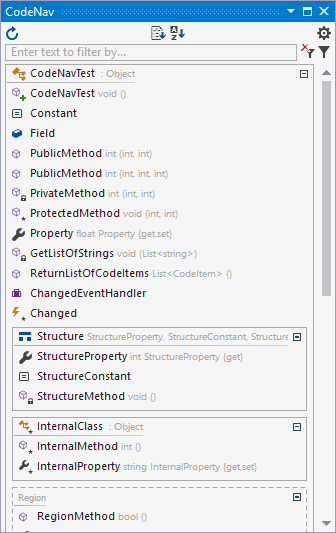 CodeNav
Enter text to filter by...
CodeNavTest : Object
CodeNavTest void ()
Constant
Field
PublicMethod int (int, int)
PublicMethod int (int, int, int)
PrivateMethod int (int, int)
ProtectedMethod void (int, int)
Property float Property {get,set}
GetListOfStrings void (List<string>)
ReturnListOfCodeItems List<CodeItem> ()
ChangedEventHandler
Changed
Structure StructureProperty, StructureConstant, Structure
StructureProperty int StructureProperty {get}
StructureConstant
StructureMethod void ()
InternalClass : Object
InternalMethod int ()
InternalProperty string InternalProperty {get,set}
Region
RegionMethod bool ()